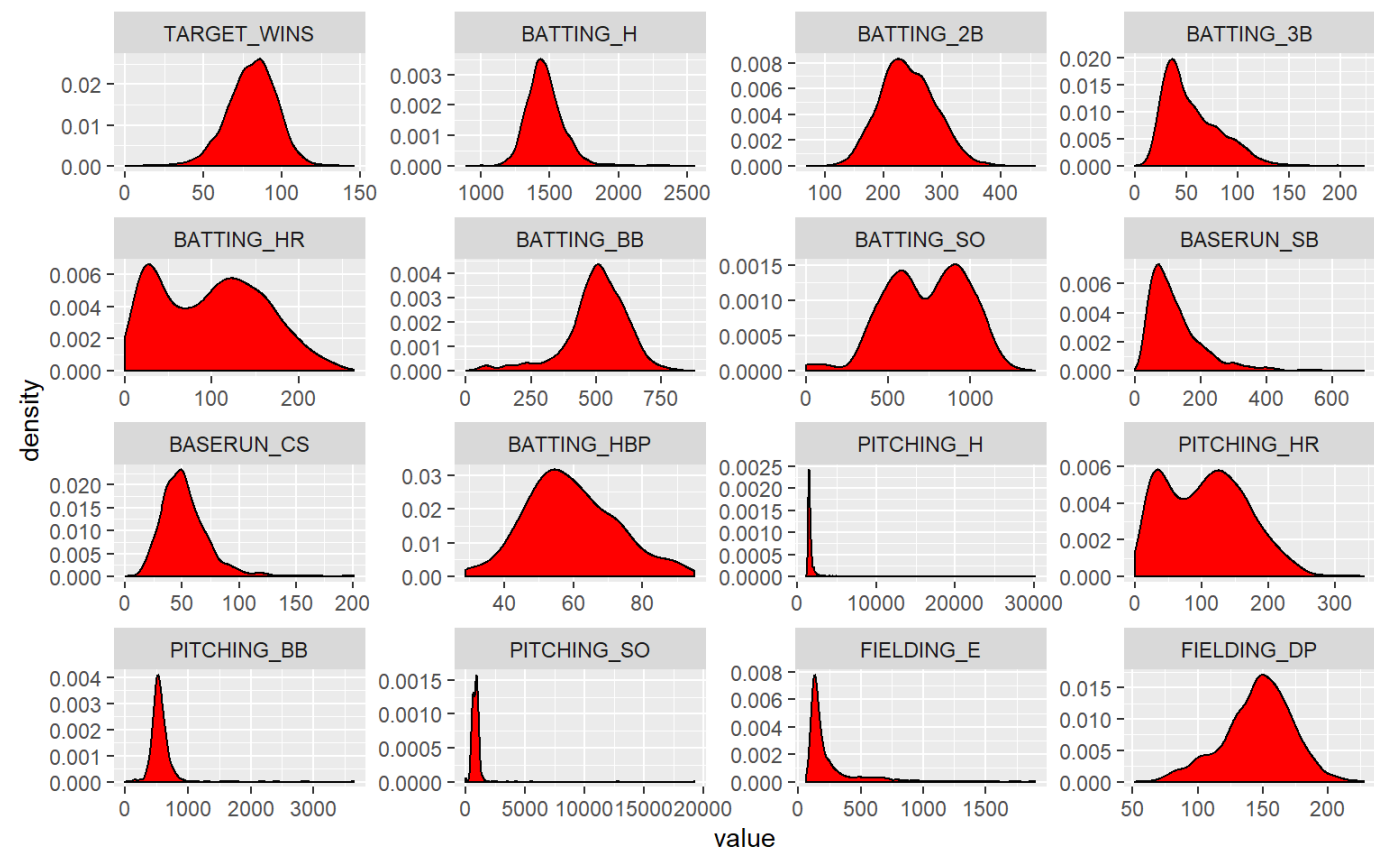 TARGET_WINS BATTING_H BATTING_2B BATTING_3B
0.02 0.01 0.00
0 50 100 150
0.003 0.002 0.001 0.000
1000 1500 2000 2500
0.008 0.006 0.004 0.002 0.000
100 200 300 400
0.020 0.015 0.010 0.005 0.000
0 50 100 150 200
BATTING_HR BATTING_BB BATTING_SO BASERUN_SB
0.006 0.004 0.002 0.000
0 100 200
0.004 0.003 0.002 0.001 0.000
0 250 500 750
0.0015 0.0010 0.0005 0.0000
0 500 1000
0.006 0.004 0.002 0.000
0 200 400 600
BASERUN_CS BATTING_HBP PITCHING_H PITCHING_HR
0.020 0.015 0.010 0.005 0.000
0 50 100 150 200
0.03 0.02 0.01 0.00
40 60 80
0.0025 0.0020 0.0015 0.0010 0.0005 0.0000
0 10000 20000 30000
0.006 0.004 0.002 0.000
0 100 200 300
PITCHING_BB PITCHING_SO FIELDING_E FIELDING_DP
0.004 0.003 0.002 0.001 0.000
0 1000 2000 3000
0.0015 0.0010 0.0005 0.0000
0 5000 10000 15000 20000
0.008 0.006 0.004 0.002 0.000
0 500 1000 1500
0.015 0.010 0.005 0.000
50 100 150 200
density
value